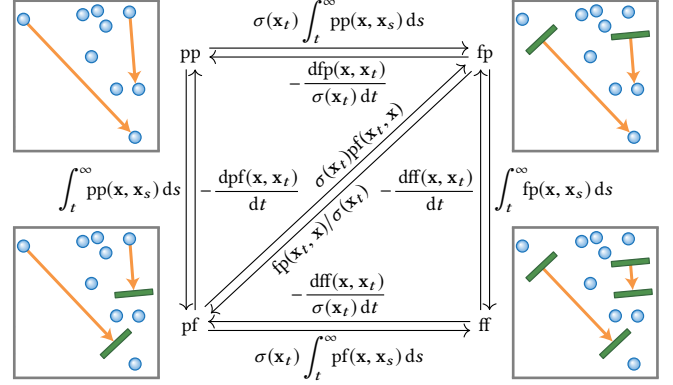 σ(x_t) ∫_t^∞ pp(x, x_s) ds
pp
fp
− dfp(x, x_t) / σ(x_t) dt
σ(x_t)pf(x_t, x)
fp(x_t, x)/σ(x_t)
∫_t^∞ pp(x, x_s) ds
− dpf(x, x_t) / dt
− dff(x, x_t) / dt
∫_t^∞ fp(x, x_s) ds
− dff(x, x_t) / σ(x_t) dt
pf
ff
σ(x_t) ∫_t^∞ pf(x, x_s) ds